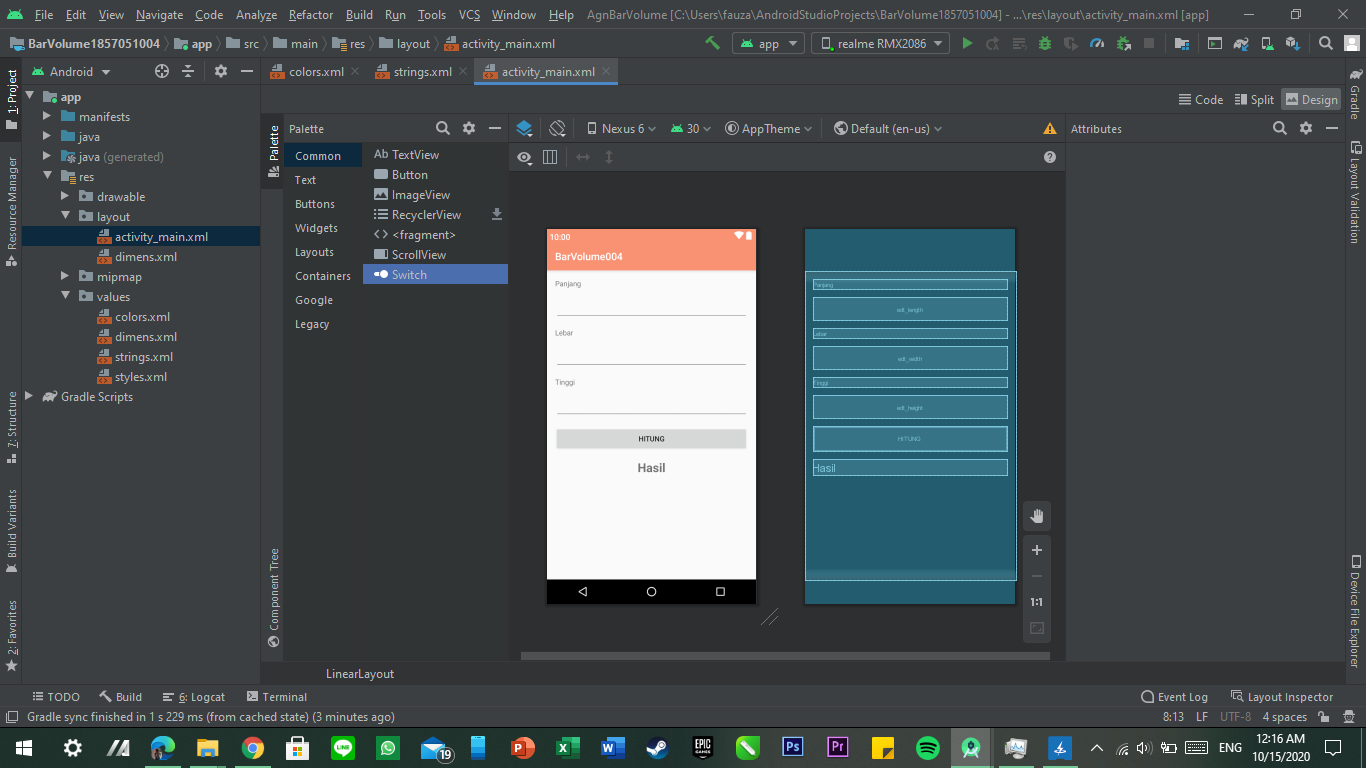 File Edit View Navigate Code Analyze Refactor Build Run Tools VCS Window Help AgnBarVolume [C:\Users\fauza\AndroidStudioProjects\BarVolume1857051004] - ...\res\layout\activity_main.xml [app]
BarVolume1857051004 app src main res layout activity_main.xml app realme RMX2086
1: Project
Resource Manager
7: Structure
Build Variants
2: Favorites
Android
app
manifests
java
java (generated)
res
drawable
layout
activity_main.xml
dimens.xml
mipmap
values
colors.xml
dimens.xml
strings.xml
styles.xml
Gradle Scripts
colors.xml strings.xml activity_main.xml
Code Split Design
Palette
Component Tree
Palette
Common
Text
Buttons
Widgets
Layouts
Containers
Google
Legacy
Ab TextView
Button
ImageView
RecyclerView
<fragment>
ScrollView
Switch
Nexus 6 30 AppTheme Default (en-us)
10:00
BarVolume004
Panjang
Lebar
Tinggi
HITUNG
Hasil
Panjang
edt_length
Lebar
edt_width
Tinggi
edt_height
HITUNG
Hasil
1:1
Attributes
Gradle
Layout Validation
Device File Explorer
LinearLayout
TODO Build 6: Logcat Terminal Event Log Layout Inspector
Gradle sync finished in 1 s 229 ms (from cached state) (3 minutes ago) 8:13 LF UTF-8 4 spaces
19
LINE
EPIC GAMES
Ps
Pr
ENG
12:16 AM
10/15/2020